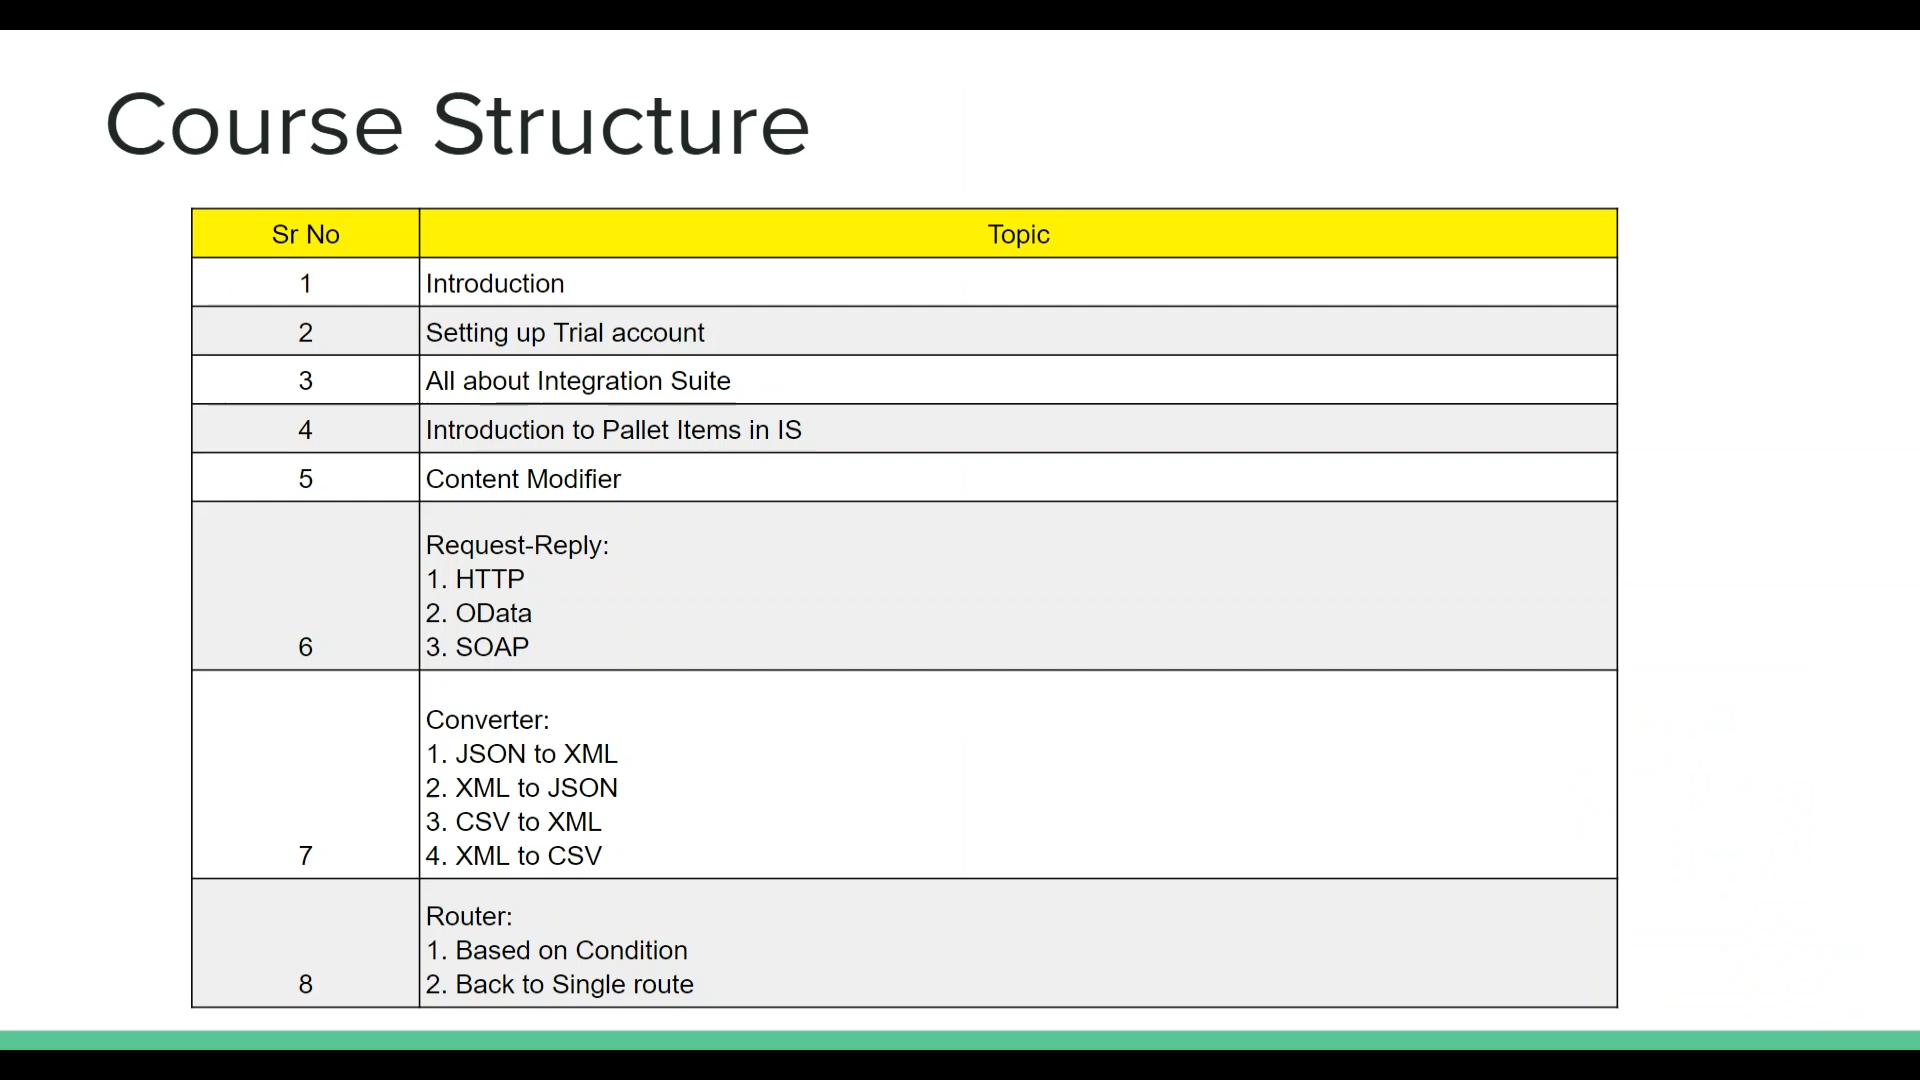 Course Structure
Sr No Topic
1 Introduction
2 Setting up Trial account
3 All about Integration Suite
4 Introduction to Pallet Items in IS
5 Content Modifier
Request-Reply:
1. HTTP
2. OData
6 3. SOAP
Converter:
1. JSON to XML
2. XML to JSON
3. CSV to XML
7 4. XML to CSV
Router:
1. Based on Condition
8 2. Back to Single route